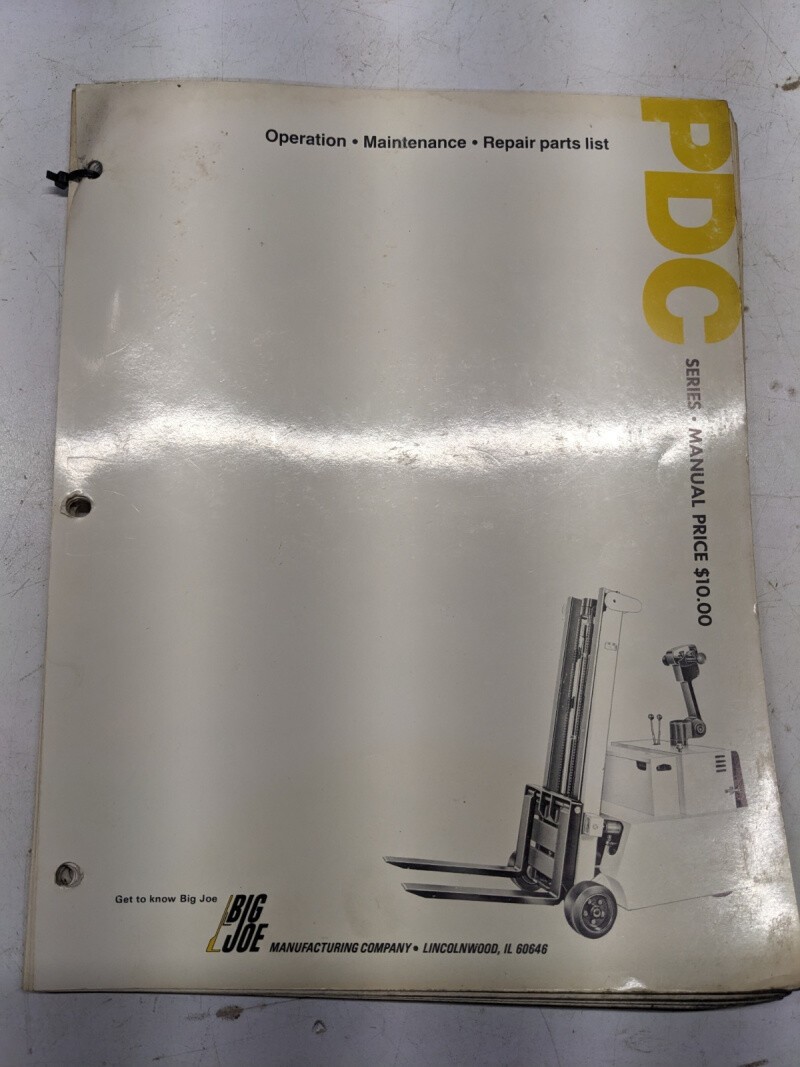 Operation • Maintenance • Repair parts list
PDC
SERIES • MANUAL PRICE $10.00
Get to know Big Joe
BIG
JOE
MANUFACTURING COMPANY • LINCOLNWOOD, IL 60646